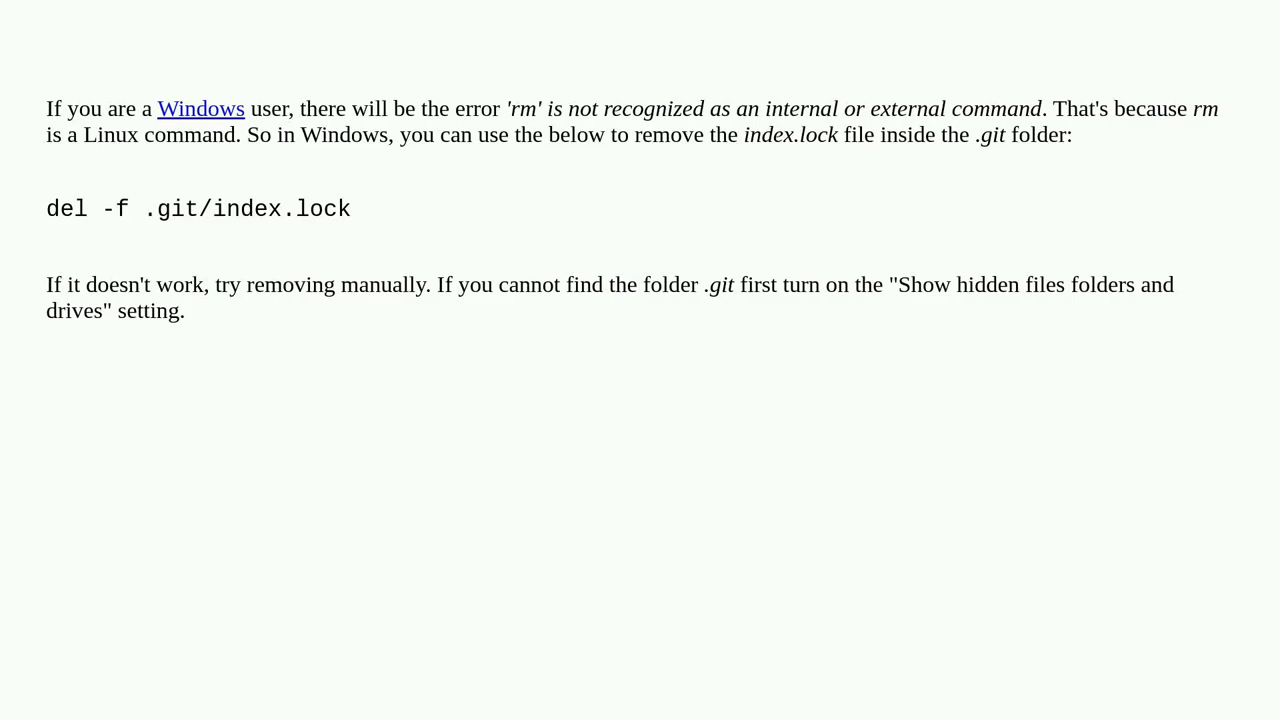 If you are a Windows user, there will be the error 'rm' is not recognized as an internal or external command. That's because rm
is a Linux command. So in Windows, you can use the below to remove the index.lock file inside the .git folder:
del -f .git/index.lock
If it doesn't work, try removing manually. If you cannot find the folder .git first turn on the "Show hidden files folders and
drives" setting.